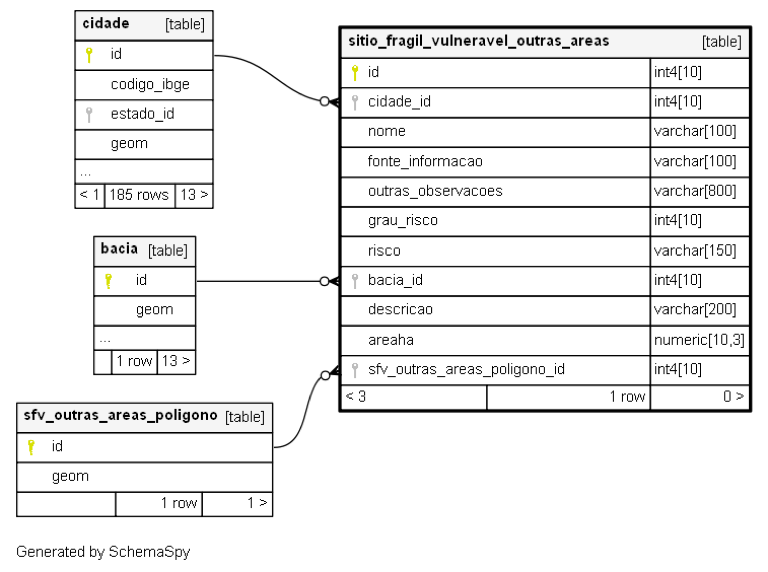 cidade [table]
id
codigo_ibge
estado_id
geom
...
< 1 185 rows 13 >
bacia [table]
id
geom
...
1 row 13 >
sfv_outras_areas_poligono [table]
id
geom
1 row 1 >
sitio_fragil_vulneravel_outras_areas [table]
id int4[10]
cidade_id int4[10]
nome varchar[100]
fonte_informacao varchar[100]
outras_observacoes varchar[800]
grau_risco int4[10]
risco varchar[150]
bacia_id int4[10]
descricao varchar[200]
areaha numeric[10,3]
sfv_outras_areas_poligono_id int4[10]
< 3 1 row 0 >
Generated by SchemaSpy